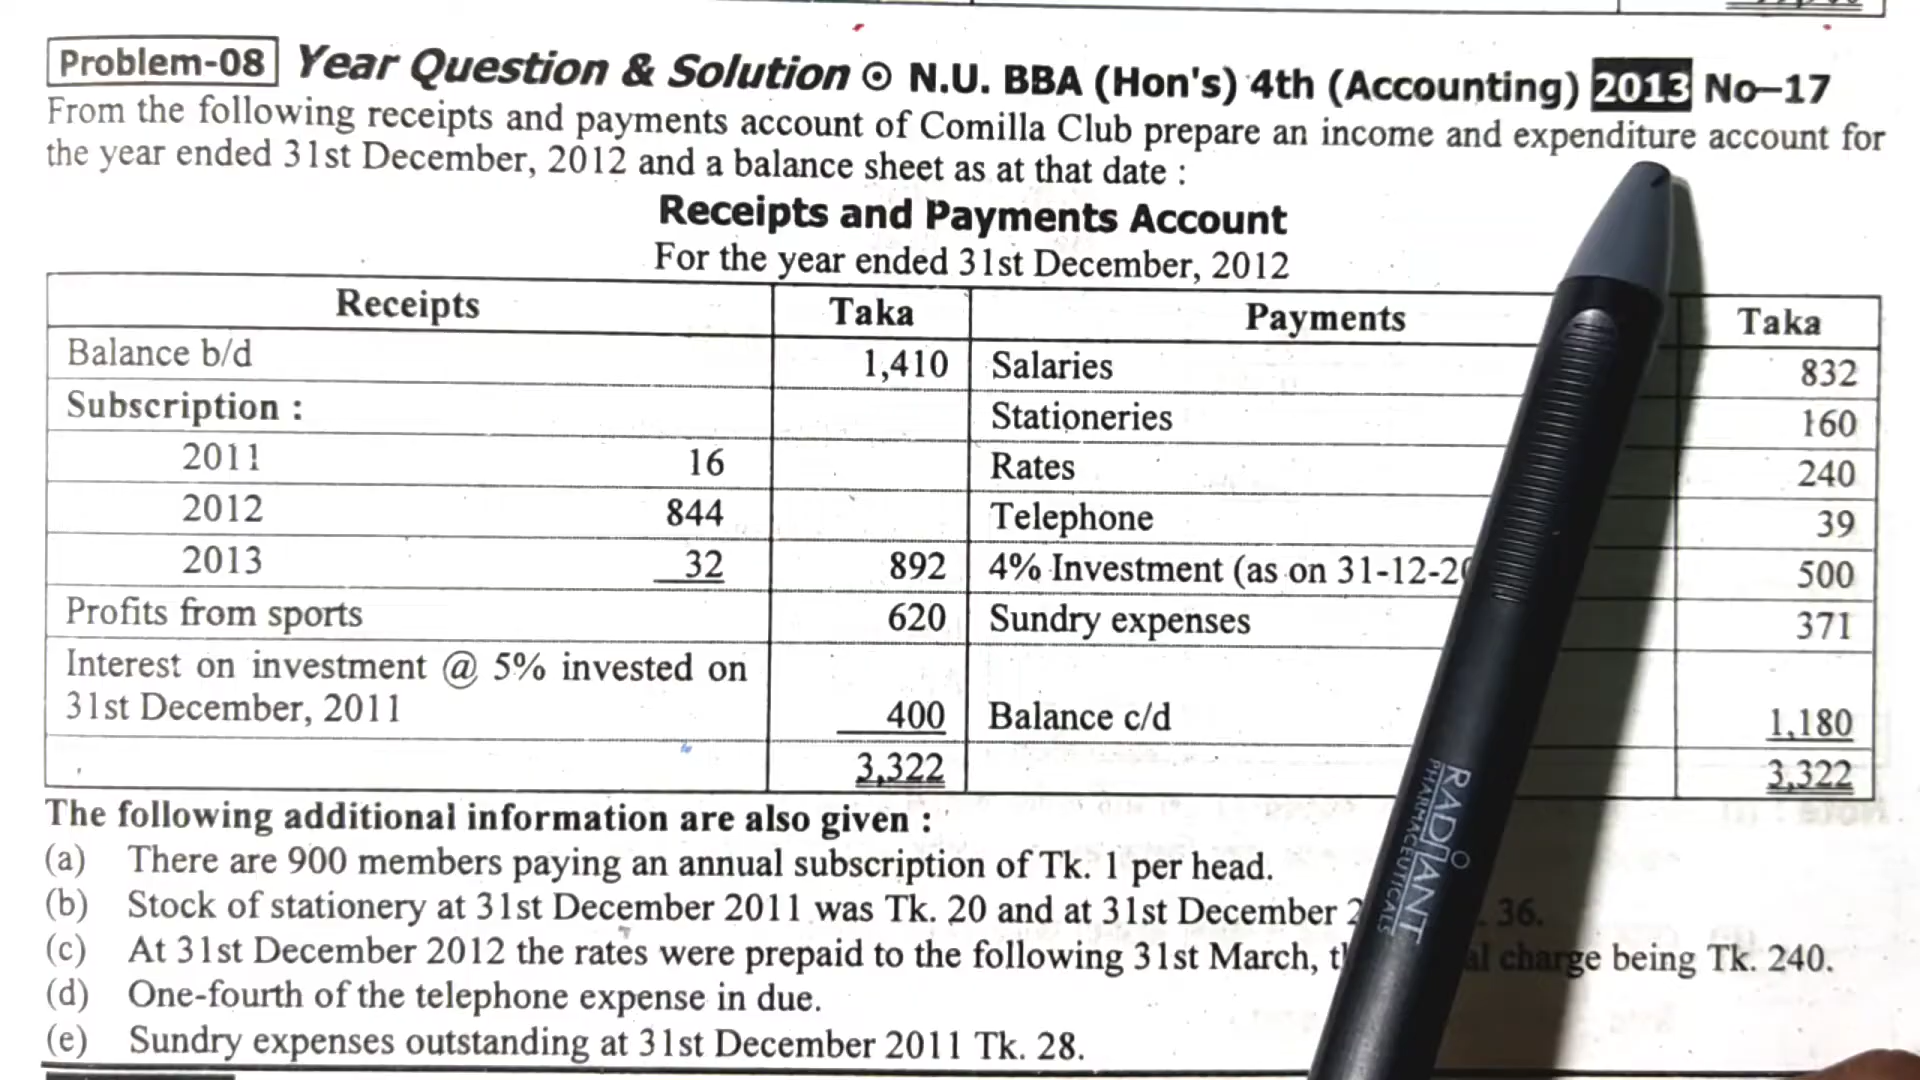 Problem-08 Year Question & Solution ⊙ N.U. BBA (Hon's) 4th (Accounting) 2013 No–17
From the following receipts and payments account of Comilla Club prepare an income and expenditure account for
the year ended 31st December, 2012 and a balance sheet as at that date :
Receipts and Payments Account
For the year ended 31st December, 2012
Receipts Taka Payments Taka
Balance b/d 1,410 Salaries 832
Subscription : Stationeries 160
2011 16 Rates 240
2012 844 Telephone 39
2013 32 892 4% Investment (as on 31-12- 500
Profits from sports 620 Sundry expenses 371
Interest on investment @ 5% invested on
31st December, 2011 400 Balance c/d 1,180
3,322 3,322
The following additional information are also given :
(a) There are 900 members paying an annual subscription of Tk. 1 per head.
(b) Stock of stationery at 31st December 2011 was Tk. 20 and at 31st December 36.
(c) At 31st December 2012 the rates were prepaid to the following 31st March, charge being Tk. 240.
(d) One-fourth of the telephone expense in due.
(e) Sundry expenses outstanding at 31st December 2011 Tk. 28.
RADIANT
PHARMACEUTICALS